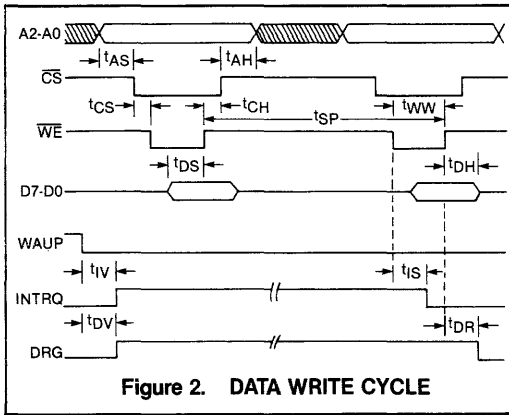 A2-A0
tAS
tAH
CS
tCS
tCH
tSP
tWW
WE
tDS
tDH
D7-D0
WAUP
tIV
tIS
INTRQ
tDV
tDR
DRG
Figure 2. DATA WRITE CYCLE